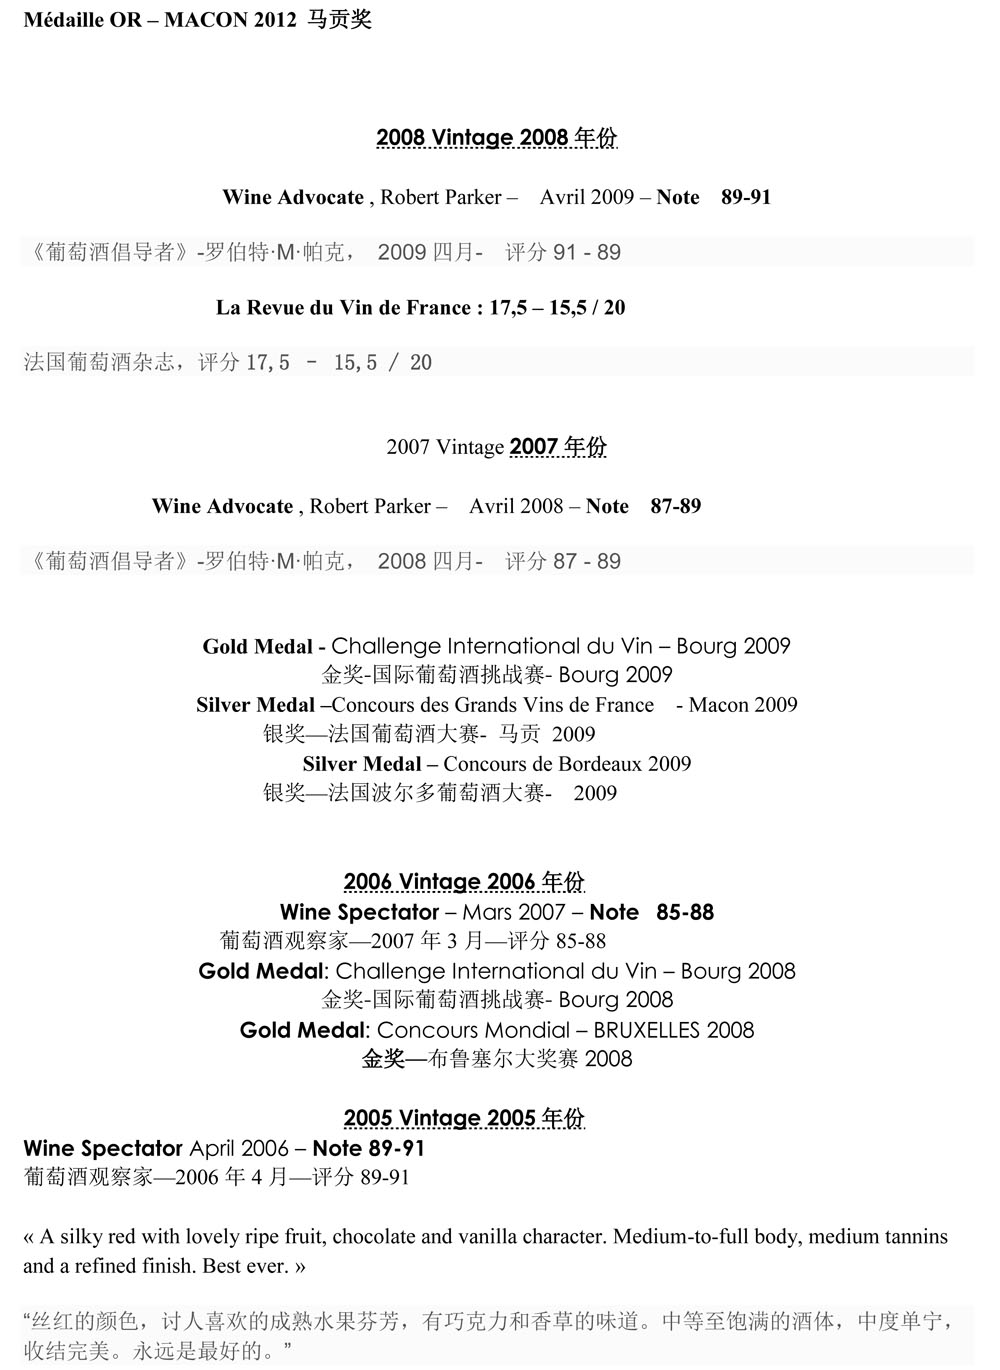 Médaille OR – MACON 2012 马贡奖
2008 Vintage 2008 年份
Wine Advocate , Robert Parker – Avril 2009 – Note 89-91
《葡萄酒倡导者》-罗伯特·M·帕克， 2009 四月- 评分 91 - 89
La Revue du Vin de France : 17,5 – 15,5 / 20
法国葡萄酒杂志，评分 17,5 – 15,5 / 20
2007 Vintage 2007 年份
Wine Advocate , Robert Parker – Avril 2008 – Note 87-89
《葡萄酒倡导者》-罗伯特·M·帕克， 2008 四月- 评分 87 - 89
Gold Medal - Challenge International du Vin – Bourg 2009
金奖-国际葡萄酒挑战赛- Bourg 2009
Silver Medal –Concours des Grands Vins de France - Macon 2009
银奖—法国葡萄酒大赛- 马贡 2009
Silver Medal – Concours de Bordeaux 2009
银奖—法国波尔多葡萄酒大赛- 2009
2006 Vintage 2006 年份
Wine Spectator – Mars 2007 – Note 85-88
葡萄酒观察家—2007 年 3 月—评分 85-88
Gold Medal: Challenge International du Vin – Bourg 2008
金奖-国际葡萄酒挑战赛- Bourg 2008
Gold Medal: Concours Mondial – BRUXELLES 2008
金奖—布鲁塞尔大奖赛 2008
2005 Vintage 2005 年份
Wine Spectator April 2006 – Note 89-91
葡萄酒观察家—2006 年 4 月—评分 89-91
« A silky red with lovely ripe fruit, chocolate and vanilla character. Medium-to-full body, medium tannins
and a refined finish. Best ever. »
“丝红的颜色，讨人喜欢的成熟水果芬芳，有巧克力和香草的味道。中等至饱满的酒体，中度单宁，
收结完美。永远是最好的。”